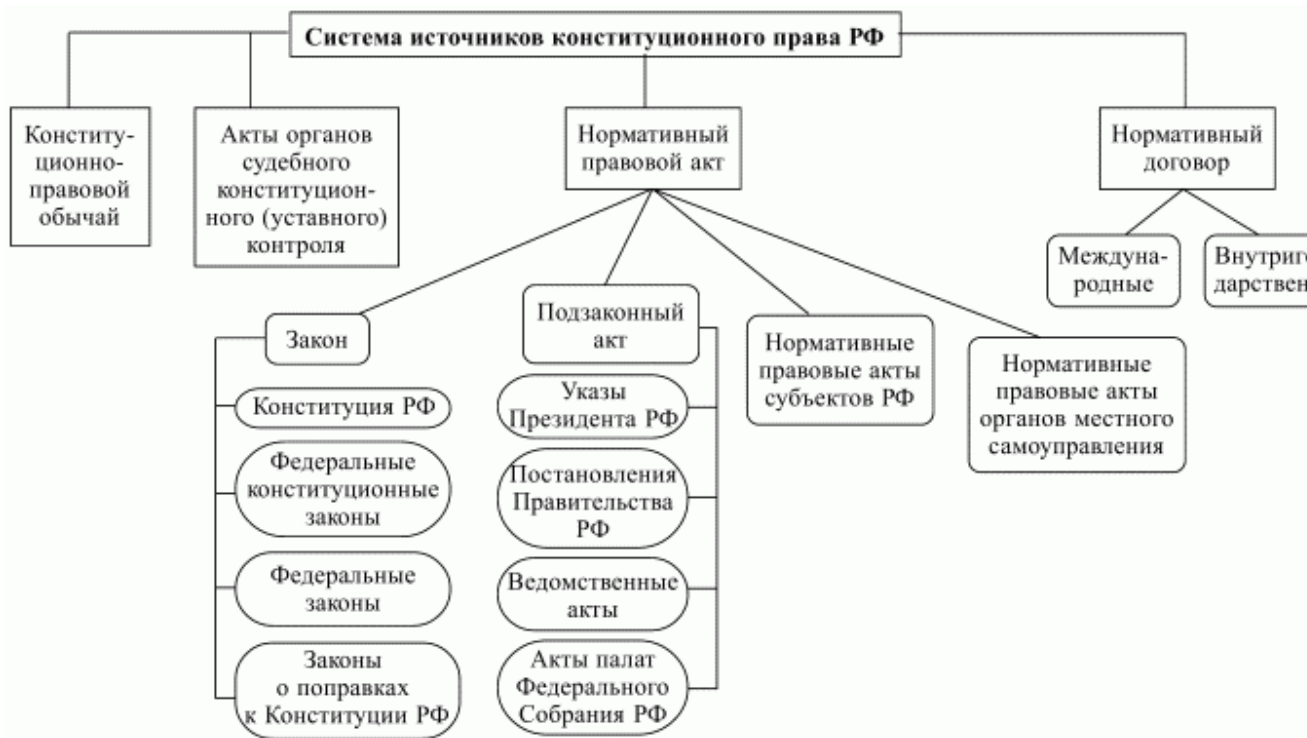 Система источников конституционного права РФ
Конститу-
ционно-
правовой
обычай
Акты органов
судебного
конституцион-
ного (уставного)
контроля
Нормативный
правовой акт
Нормативный
договор
Междуна-
родные
Внутриго
дарствен
Закон
Конституция РФ
Федеральные
конституционные
законы
Федеральные
законы
Законы
о поправках
к Конституции РФ
Подзаконный
акт
Указы
Президента РФ
Постановления
Правительства
РФ
Ведомственные
акты
Акты палат
Федерального
Собрания РФ
Нормативные
правовые акты
субъектов РФ
Нормативные
правовые акты
органов местного
самоуправления